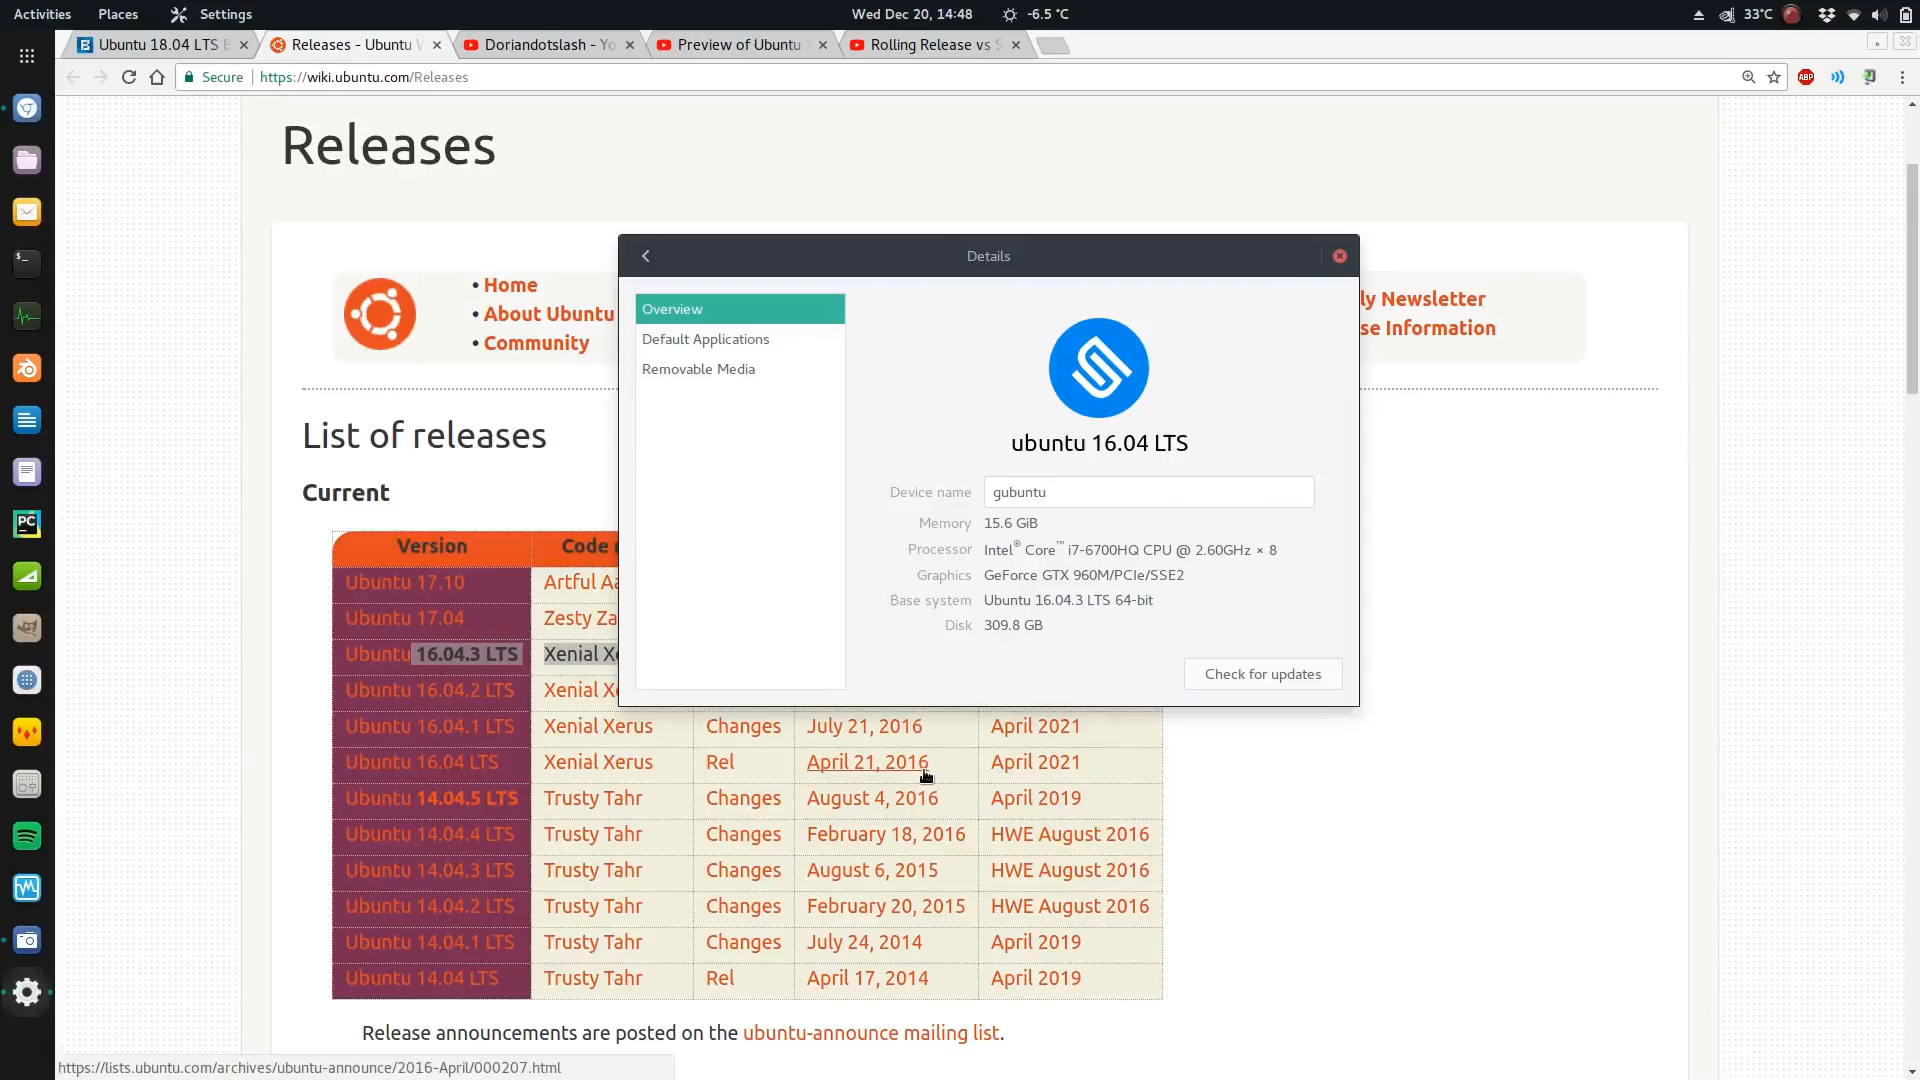 Activities Places Settings Wed Dec 20, 14:48 -6.5 °C 33°C
Ubuntu 18.04 LTS Releases - Ubuntu Doriandotslash - Yo Preview of Ubuntu Rolling Release vs S
Secure https://wiki.ubuntu.com/Releases ABP
Releases
• Home
• About Ubuntu
• Community
ly Newsletter
se Information
Details
Overview
Default Applications
Removable Media
ubuntu 16.04 LTS
Device name gubuntu
Memory 15.6 GiB
Processor Intel® Core™ i7-6700HQ CPU @ 2.60GHz × 8
Graphics GeForce GTX 960M/PCIe/SSE2
Base system Ubuntu 16.04.3 LTS 64-bit
Disk 309.8 GB
Check for updates
List of releases
Current
Version Code
Ubuntu 17.10 Artful Aa
Ubuntu 17.04 Zesty Za
Ubuntu 16.04.3 LTS Xenial Xe
Ubuntu 16.04.2 LTS Xenial Xe
Ubuntu 16.04.1 LTS Xenial Xerus Changes July 21, 2016 April 2021
Ubuntu 16.04 LTS Xenial Xerus Rel April 21, 2016 April 2021
Ubuntu 14.04.5 LTS Trusty Tahr Changes August 4, 2016 April 2019
Ubuntu 14.04.4 LTS Trusty Tahr Changes February 18, 2016 HWE August 2016
Ubuntu 14.04.3 LTS Trusty Tahr Changes August 6, 2015 HWE August 2016
Ubuntu 14.04.2 LTS Trusty Tahr Changes February 20, 2015 HWE August 2016
Ubuntu 14.04.1 LTS Trusty Tahr Changes July 24, 2014 April 2019
Ubuntu 14.04 LTS Trusty Tahr Rel April 17, 2014 April 2019
Release announcements are posted on the ubuntu-announce mailing list.
https://lists.ubuntu.com/archives/ubuntu-announce/2016-April/000207.html
PC